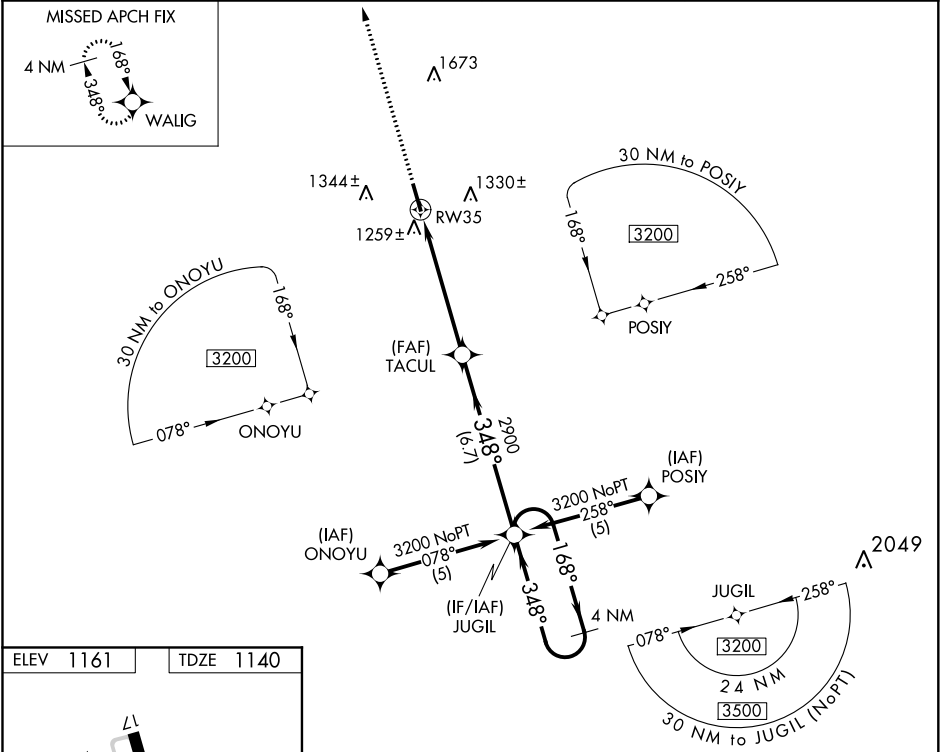 MISSED APCH FIX
4 NM
168°
348°
WALIG
1673
1344±
1330±
RW35
1259±
30 NM to POSIY
168°
3200
258°
POSIY
30 NM to ONOYU
168°
3200
078°
ONOYU
(FAF)
TACUL
2900
348°
(6.7)
(IAF)
POSIY
3200 NoPT
258°
(5)
(IAF)
ONOYU
3200 NoPT
078°
(5)
(IF/IAF)
JUGIL
168°
348°
4 NM
2049
JUGIL
078°
258°
3200
24 NM
3500
30 NM to JUGIL (NoPT)
ELEV 1161
TDZE 1140
17